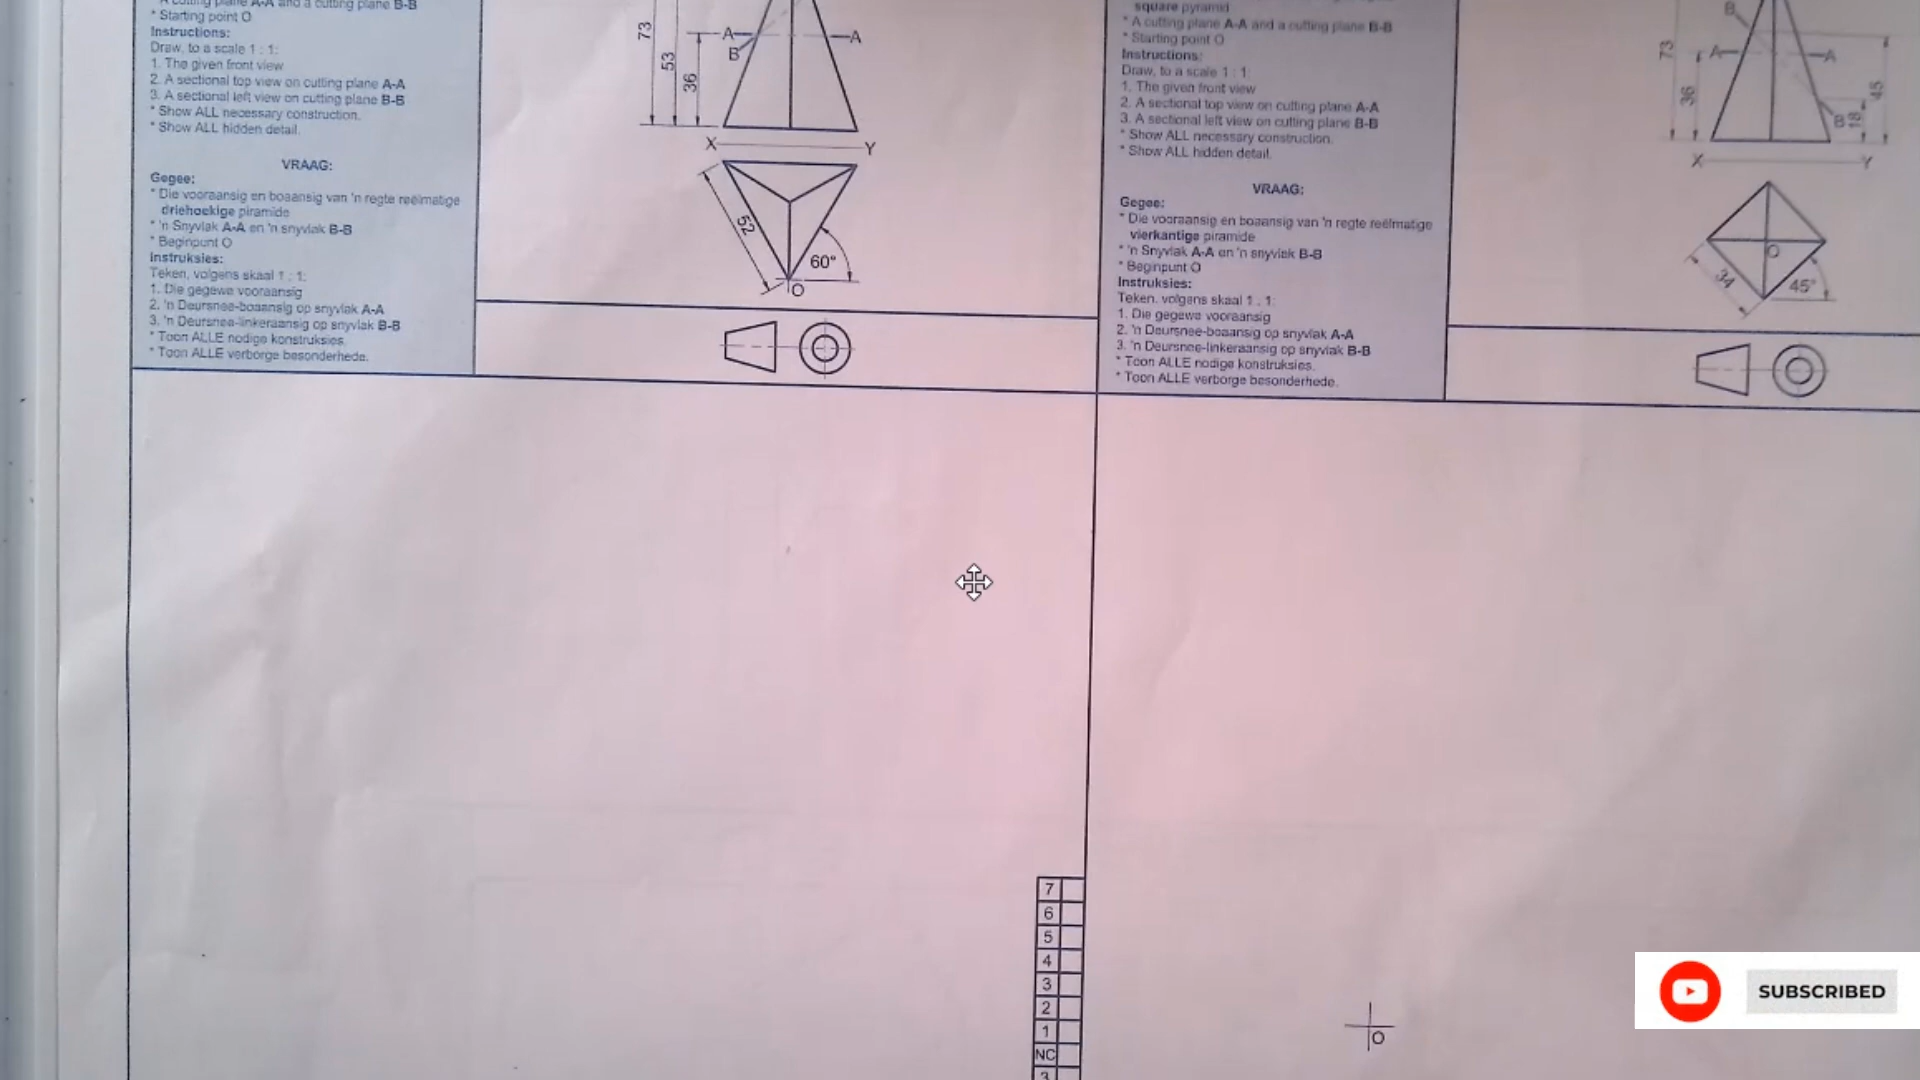 * A cutting plane A-A and a cutting plane B-B
* Starting point O
Instructions:
Draw, to a scale 1 : 1:
1. The given front view
2. A sectional top view on cutting plane A-A
3. A sectional left view on cutting plane B-B
* Show ALL necessary construction.
* Show ALL hidden detail.
VRAAG:
Gegee:
* Die vooraansig en boaansig van 'n regte reëlmatige
driehoekige piramide
* 'n Snyvlak A-A en 'n snyvlak B-B
* Beginpunt O
Instruksies:
Teken, volgens skaal 1 : 1:
1. Die gegewe vooraansig
2. 'n Deursnee-boaansig op snyvlak A-A
3. 'n Deursnee-linkeraansig op snyvlak B-B
* Toon ALLE nodige konstruksies.
* Toon ALLE verborge besonderhede.
73
53
36
A
A
B
X
Y
52
60°
O
square pyramid
* A cutting plane A-A and a cutting plane B-B
* Starting point O
Instructions:
Draw, to a scale 1 : 1:
1. The given front view
2. A sectional top view on cutting plane A-A
3. A sectional left view on cutting plane B-B
* Show ALL necessary construction.
* Show ALL hidden detail.
VRAAG:
Gegee:
* Die vooraansig en boaansig van 'n regte reëlmatige
vierkantige piramide
* 'n Snyvlak A-A en 'n snyvlak B-B
* Beginpunt O
Instruksies:
Teken, volgens skaal 1 : 1:
1. Die gegewe vooraansig
2. 'n Deursnee-boaansig op snyvlak A-A
3. 'n Deursnee-linkeraansig op snyvlak B-B
* Toon ALLE nodige konstruksies.
* Toon ALLE verborge besonderhede.
B
73
A
A
36
45
B
18
X
Y
O
34
45°
7
6
5
4
3
2
1
NC
3
O
SUBSCRIBED